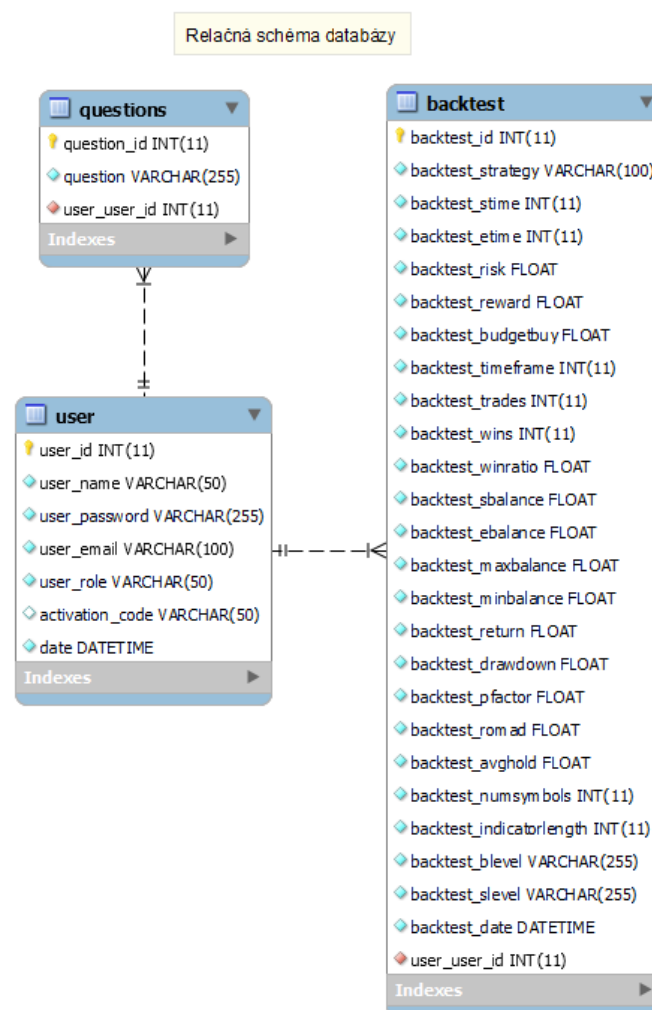 Relačná schéma databázy
questions
question_id INT(11)
question VARCHAR(255)
user_user_id INT(11)
Indexes
user
user_id INT(11)
user_name VARCHAR(50)
user_password VARCHAR(255)
user_email VARCHAR(100)
user_role VARCHAR(50)
activation_code VARCHAR(50)
date DATETIME
Indexes
backtest
backtest_id INT(11)
backtest_strategy VARCHAR(100)
backtest_stime INT(11)
backtest_etime INT(11)
backtest_risk FLOAT
backtest_reward FLOAT
backtest_budgetbuy FLOAT
backtest_timeframe INT(11)
backtest_trades INT(11)
backtest_wins INT(11)
backtest_winratio FLOAT
backtest_sbalance FLOAT
backtest_ebalance FLOAT
backtest_maxbalance FLOAT
backtest_minbalance FLOAT
backtest_return FLOAT
backtest_drawdown FLOAT
backtest_pfactor FLOAT
backtest_romad FLOAT
backtest_avghold FLOAT
backtest_numsymbols INT(11)
backtest_indicatorlength INT(11)
backtest_blevel VARCHAR(255)
backtest_slevel VARCHAR(255)
backtest_date DATETIME
user_user_id INT(11)
Indexes